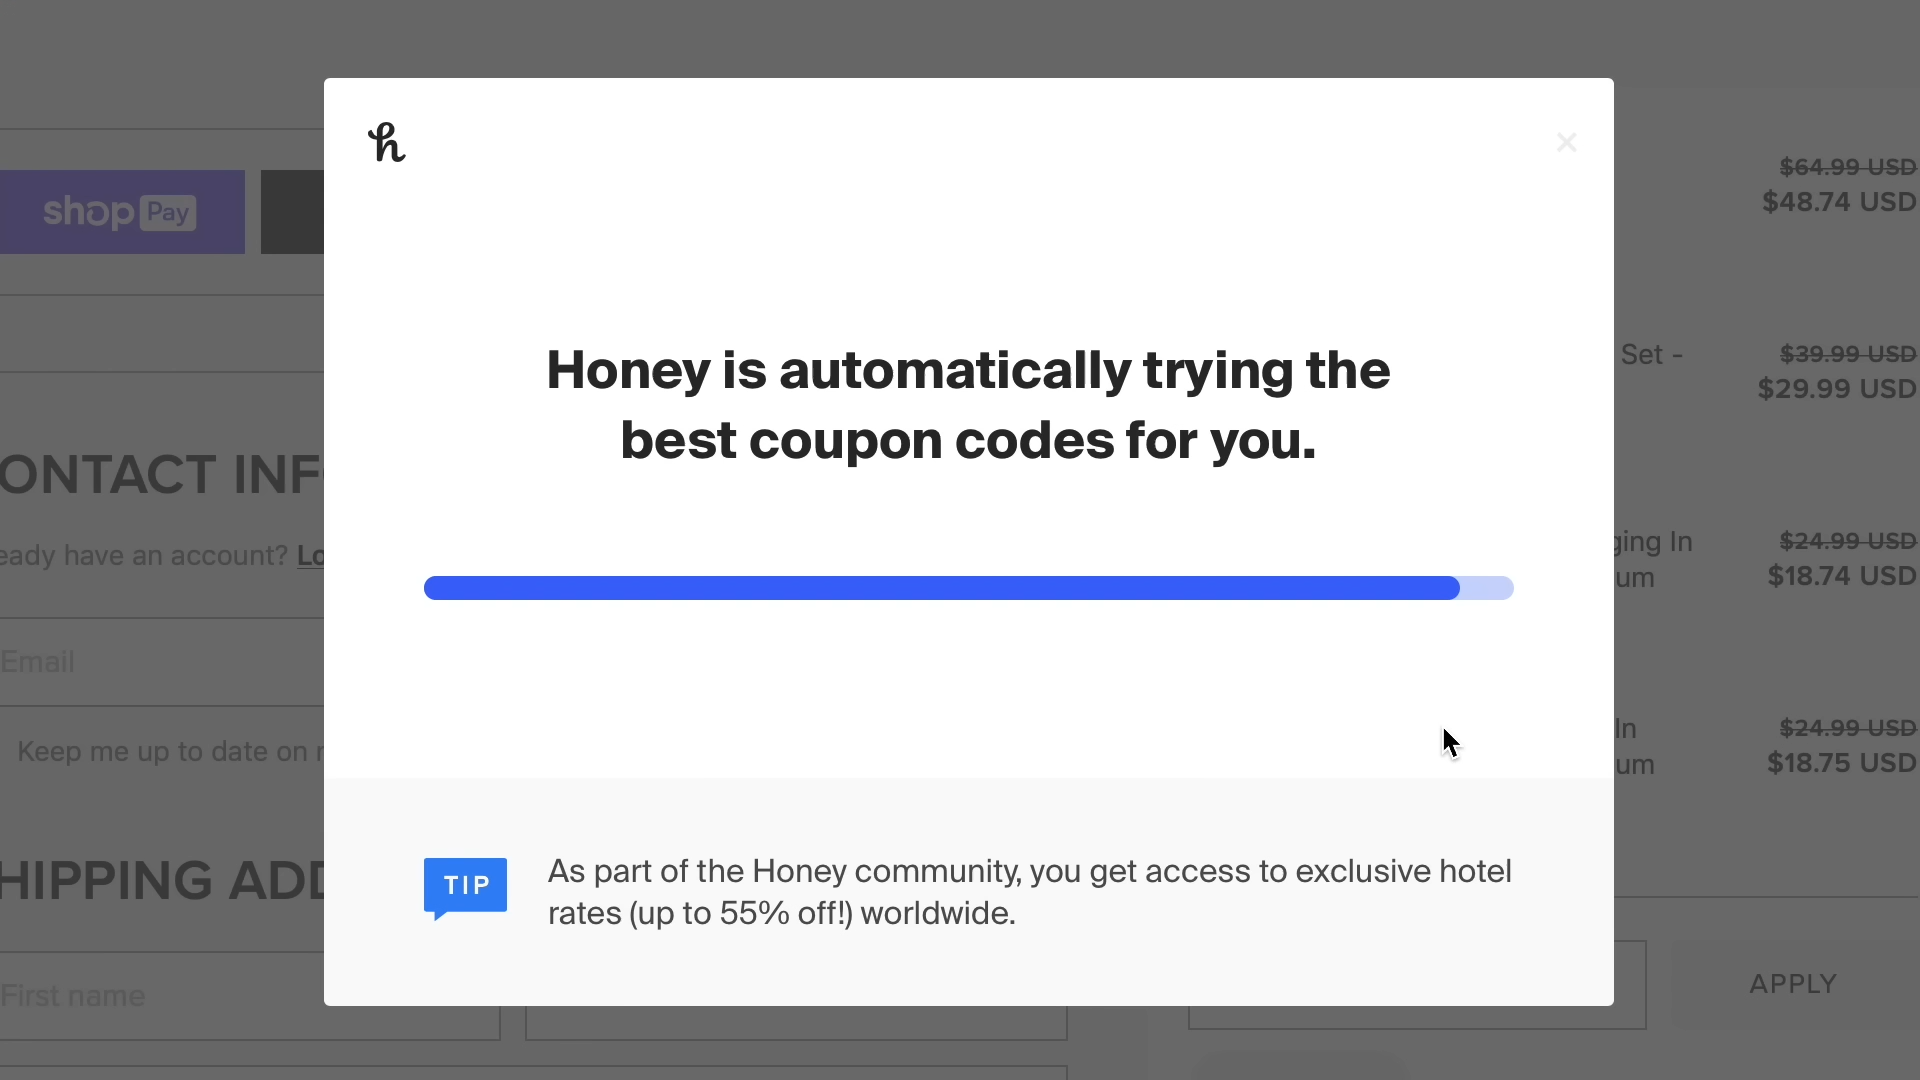 shop Pay
$64.99 USD
$48.74 USD
Honey is automatically trying the
best coupon codes for you.
Set -
$39.99 USD
$29.99 USD
ONTACT INF
eady have an account? Lo
ging In
um
$24.99 USD
$18.74 USD
Email
Keep me up to date on
In
um
$24.99 USD
$18.75 USD
TIP
As part of the Honey community, you get access to exclusive hotel
rates (up to 55% off!) worldwide.
HIPPING ADD
First name
APPLY